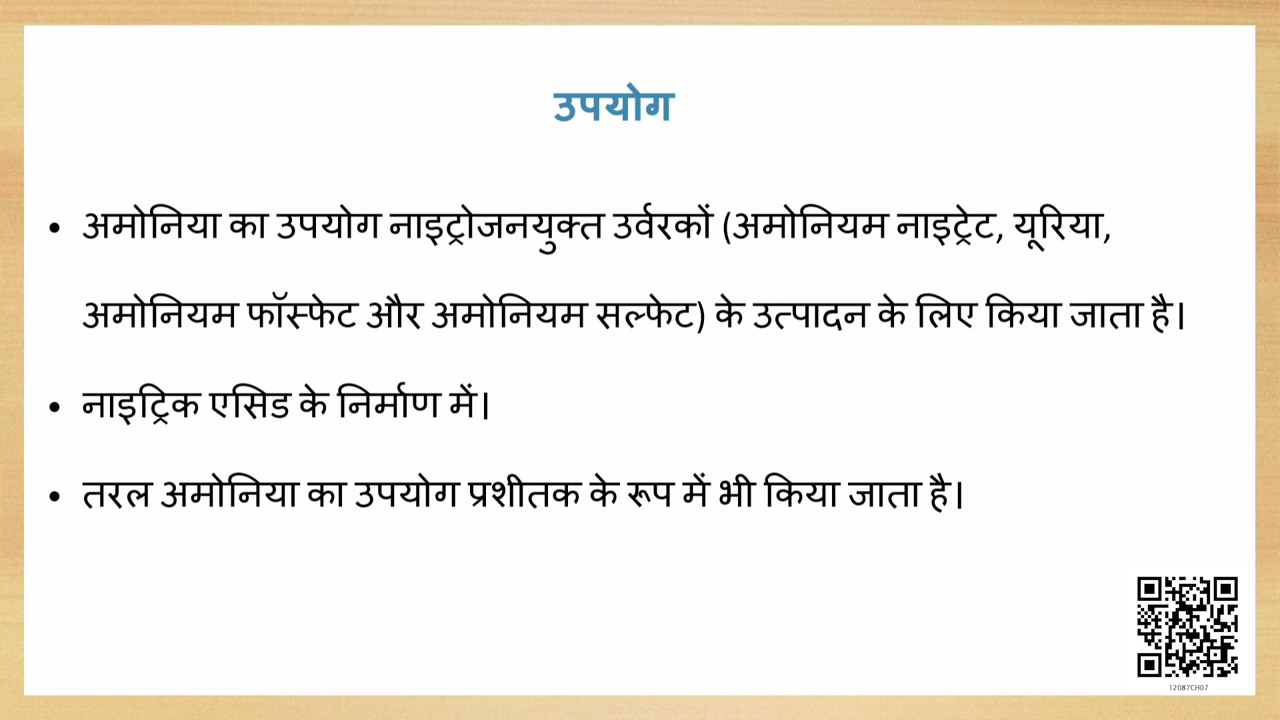 उपयोग
• अमोनिया का उपयोग नाइट्रोजनयुक्त उर्वरकों (अमोनियम नाइट्रेट, यूरिया,
अमोनियम फॉस्फेट और अमोनियम सल्फेट) के उत्पादन के लिए किया जाता है।
• नाइट्रिक एसिड के निर्माण में।
• तरल अमोनिया का उपयोग प्रशीतक के रूप में भी किया जाता है।
12087CH07